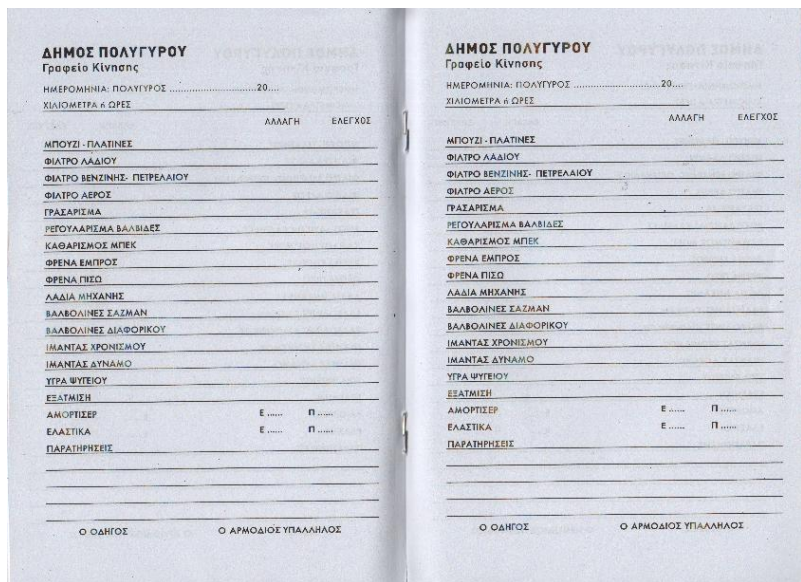 ΔΗΜΟΣ ΠΟΛΥΓΥΡΟΥ
Γραφείο Κίνησης
ΗΜΕΡΟΜΗΝΙΑ: ΠΟΛΥΓΥΡΟΣ ..............................20....
ΧΙΛΙΟΜΕΤΡΑ ή ΩΡΕΣ
ΑΛΛΑΓΗ ΕΛΕΓΧΟΣ
ΜΠΟΥΖΙ - ΠΛΑΤΙΝΕΣ
ΦΙΛΤΡΟ ΛΑΔΙΟΥ
ΦΙΛΤΡΟ ΒΕΝΖΙΝΗΣ- ΠΕΤΡΕΛΑΙΟΥ
ΦΙΛΤΡΟ ΑΕΡΟΣ
ΓΡΑΣΑΡΙΣΜΑ
ΡΕΓΟΥΛΑΡΙΣΜΑ ΒΑΛΒΙΔΕΣ
ΚΑΘΑΡΙΣΜΟΣ ΜΠΕΚ
ΦΡΕΝΑ ΕΜΠΡΟΣ
ΦΡΕΝΑ ΠΙΣΩ
ΛΑΔΙΑ ΜΗΧΑΝΗΣ
ΒΑΛΒΟΛΙΝΕΣ ΣΑΖΜΑΝ
ΒΑΛΒΟΛΙΝΕΣ ΔΙΑΦΟΡΙΚΟΥ
ΙΜΑΝΤΑΣ ΧΡΟΝΙΣΜΟΥ
ΙΜΑΝΤΑΣ ΔΥΝΑΜΟ
ΥΓΡΑ ΨΥΓΕΙΟΥ
ΕΞΑΤΜΙΣΗ
ΑΜΟΡΤΙΣΕΡ Ε ...... Π ......
ΕΛΑΣΤΙΚΑ Ε ...... Π ......
ΠΑΡΑΤΗΡΗΣΕΙΣ
Ο ΟΔΗΓΟΣ Ο ΑΡΜΟΔΙΟΣ ΥΠΑΛΛΗΛΟΣ
ΔΗΜΟΣ ΠΟΛΥΓΥΡΟΥ
Γραφείο Κίνησης
ΗΜΕΡΟΜΗΝΙΑ: ΠΟΛΥΓΥΡΟΣ ..............................20....
ΧΙΛΙΟΜΕΤΡΑ ή ΩΡΕΣ
ΑΛΛΑΓΗ ΕΛΕΓΧΟΣ
ΜΠΟΥΖΙ - ΠΛΑΤΙΝΕΣ
ΦΙΛΤΡΟ ΛΑΔΙΟΥ
ΦΙΛΤΡΟ ΒΕΝΖΙΝΗΣ- ΠΕΤΡΕΛΑΙΟΥ
ΦΙΛΤΡΟ ΑΕΡΟΣ
ΓΡΑΣΑΡΙΣΜΑ
ΡΕΓΟΥΛΑΡΙΣΜΑ ΒΑΛΒΙΔΕΣ
ΚΑΘΑΡΙΣΜΟΣ ΜΠΕΚ
ΦΡΕΝΑ ΕΜΠΡΟΣ
ΦΡΕΝΑ ΠΙΣΩ
ΛΑΔΙΑ ΜΗΧΑΝΗΣ
ΒΑΛΒΟΛΙΝΕΣ ΣΑΖΜΑΝ
ΒΑΛΒΟΛΙΝΕΣ ΔΙΑΦΟΡΙΚΟΥ
ΙΜΑΝΤΑΣ ΧΡΟΝΙΣΜΟΥ
ΙΜΑΝΤΑΣ ΔΥΝΑΜΟ
ΥΓΡΑ ΨΥΓΕΙΟΥ
ΕΞΑΤΜΙΣΗ
ΑΜΟΡΤΙΣΕΡ Ε ...... Π ......
ΕΛΑΣΤΙΚΑ Ε ...... Π ......
ΠΑΡΑΤΗΡΗΣΕΙΣ
Ο ΟΔΗΓΟΣ Ο ΑΡΜΟΔΙΟΣ ΥΠΑΛΛΗΛΟΣ